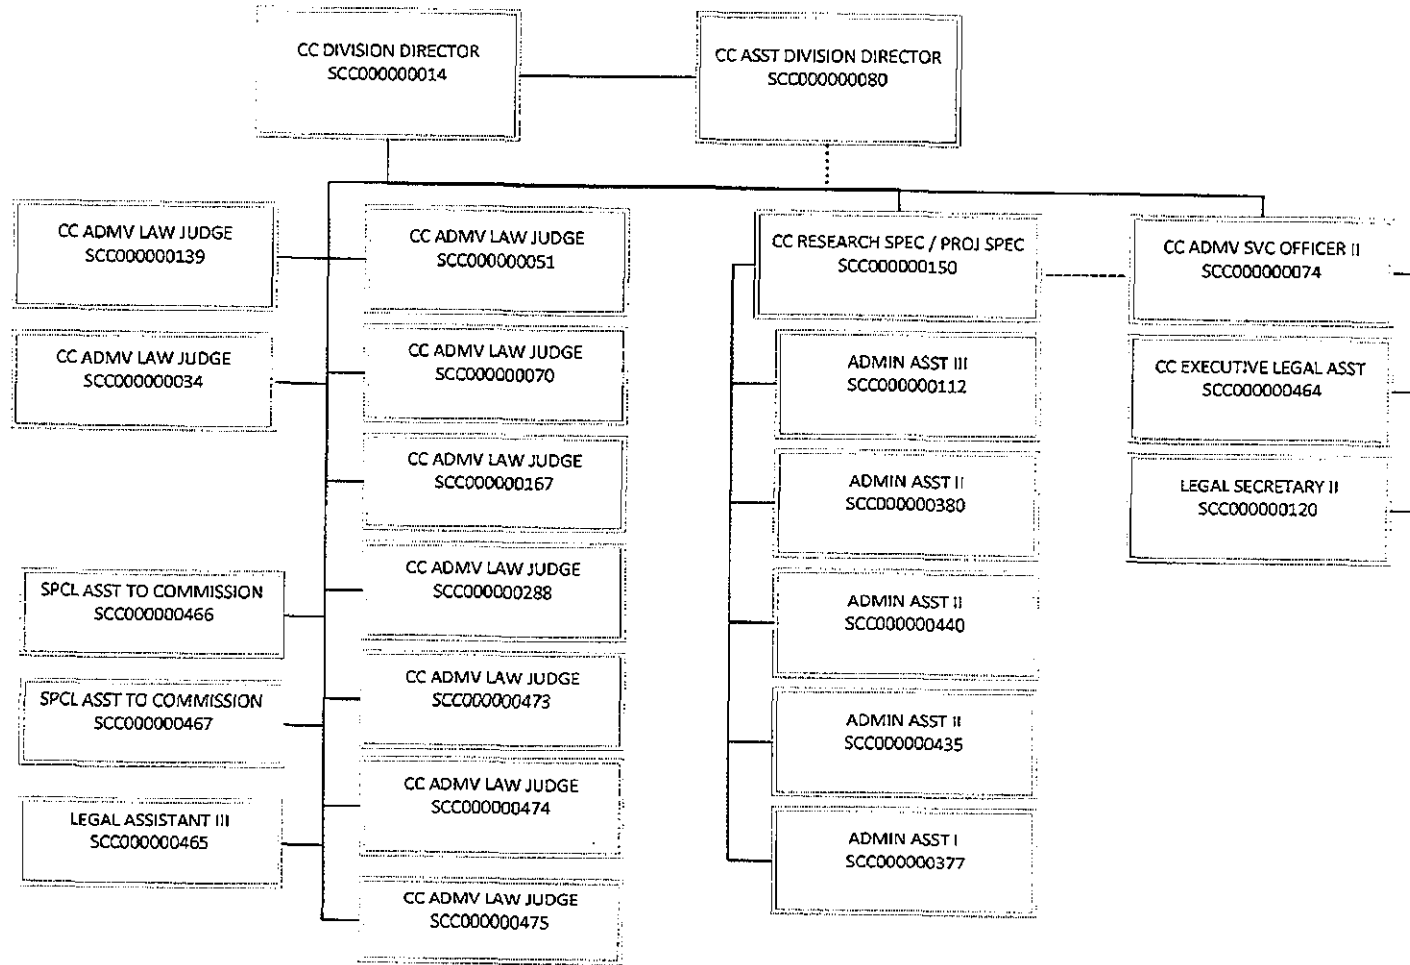 CC DIVISION DIRECTOR
SCC000000014
CC ASST DIVISION DIRECTOR
SCC000000080
CC ADMV LAW JUDGE
SCC000000139
CC ADMV LAW JUDGE
SCC000000034
SPCL ASST TO COMMISSION
SCC000000466
SPCL ASST TO COMMISSION
SCC000000467
LEGAL ASSISTANT III
SCC000000465
CC ADMV LAW JUDGE
SCC000000051
CC ADMV LAW JUDGE
SCC000000070
CC ADMV LAW JUDGE
SCC000000167
CC ADMV LAW JUDGE
SCC000000288
CC ADMV LAW JUDGE
SCC000000473
CC ADMV LAW JUDGE
SCC000000474
CC ADMV LAW JUDGE
SCC000000475
CC RESEARCH SPEC / PROJ SPEC
SCC000000150
ADMIN ASST III
SCC000000112
ADMIN ASST II
SCC000000380
ADMIN ASST II
SCC000000440
ADMIN ASST II
SCC000000435
ADMIN ASST I
SCC000000377
CC ADMV SVC OFFICER II
SCC000000074
CC EXECUTIVE LEGAL ASST
SCC000000464
LEGAL SECRETARY II
SCC000000120